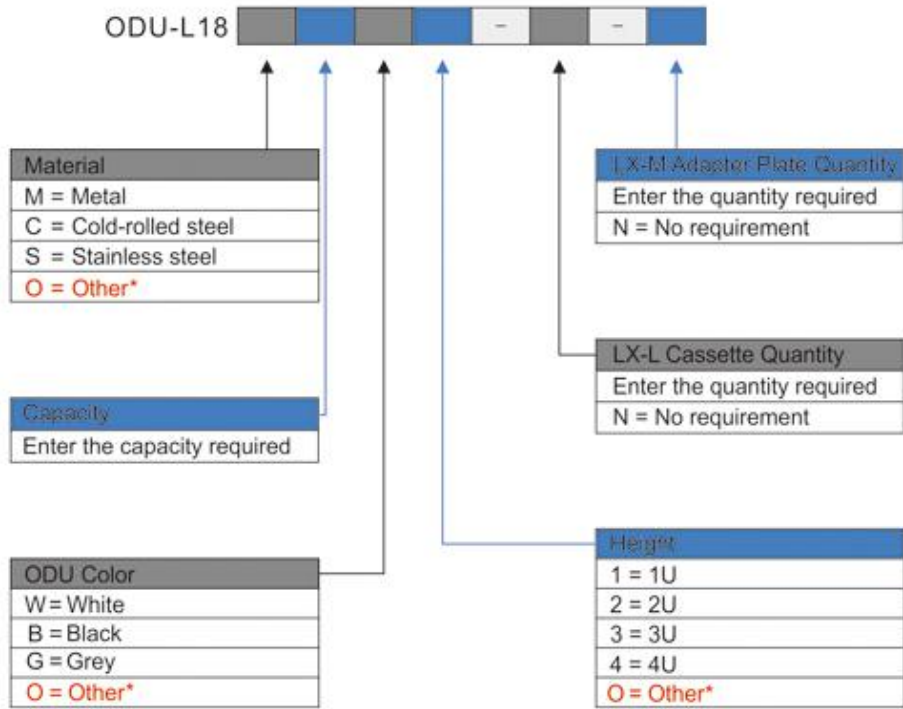 ODU-L18 - -
Material
M = Metal
C = Cold-rolled steel
S = Stainless steel
O = Other*
Capacity
Enter the capacity required
ODU Color
W = White
B = Black
G = Grey
O = Other*
LX-M Adapter Plate Quantity
Enter the quantity required
N = No requirement
LX-L Cassette Quantity
Enter the quantity required
N = No requirement
Height
1 = 1U
2 = 2U
3 = 3U
4 = 4U
O = Other*